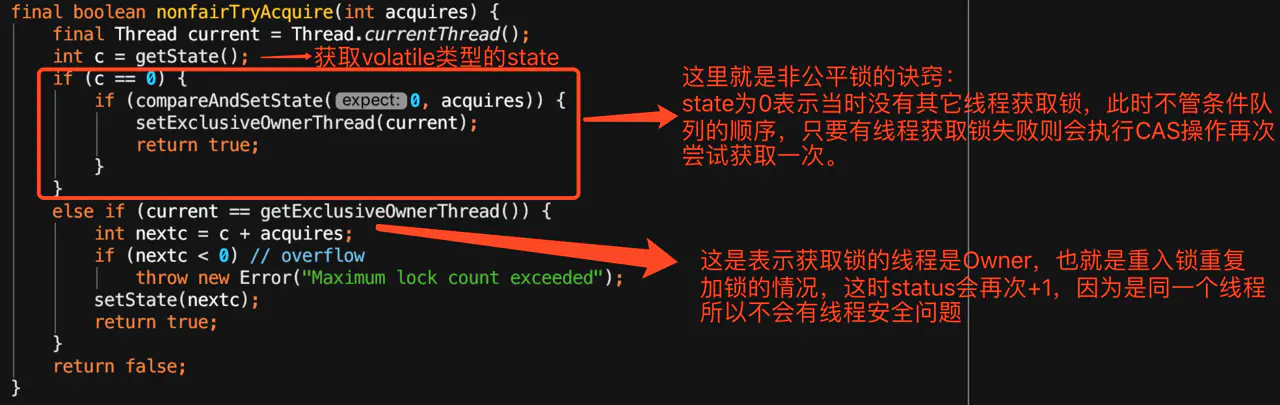 final boolean nonfairTryAcquire(int acquires) {
final Thread current = Thread.currentThread();
int c = getState();
获取volatile类型的state
if (c == 0) {
if (compareAndSetState( expect: 0, acquires)) {
setExclusiveOwnerThread(current);
return true;
}
}
这里就是非公平锁的诀窍:
state为0表示当时没有其它线程获取锁，此时不管条件队
列的顺序，只要有线程获取锁失败则会执行CAS操作再次
尝试获取一次。
else if (current == getExclusiveOwnerThread()) {
int nextc = c + acquires;
if (nextc < 0) // overflow
throw new Error("Maximum lock count exceeded");
setState(nextc);
return true;
}
这是表示获取锁的线程是Owner，也就是重入锁重复
加锁的情况，这时status会再次+1，因为是同一个线程
所以不会有线程安全问题
return false;
}